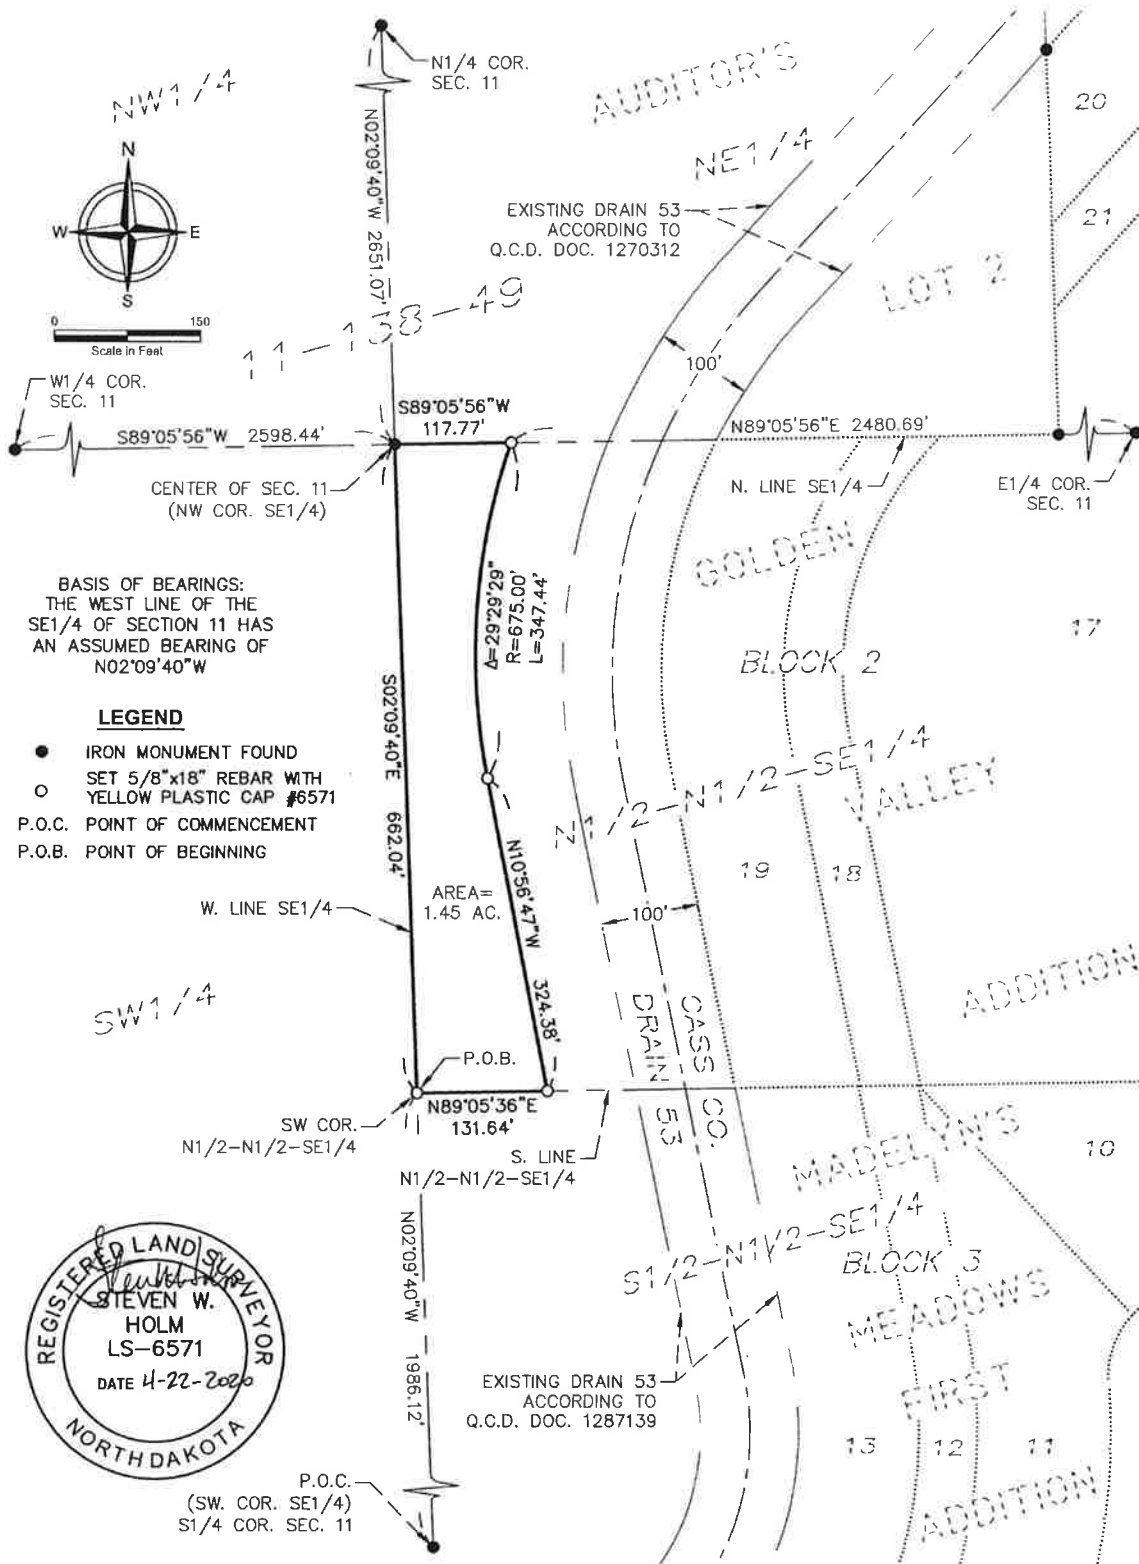 N1/4 COR.
SEC. 11
NW1/4
AUDITOR'S
20
N
W
E
S
N02°09'40"W 2651.07'
NE1/4
EXISTING DRAIN 53
ACCORDING TO
Q.C.D. DOC. 1270312
21
LOT 2
11-138-49
0 150
Scale in Feet
100'
W1/4 COR.
SEC. 11
S89°05'56"W 2598.44'
S89°05'56"W
117.77'
N89°05'56"E 2480.69'
CENTER OF SEC. 11
(NW COR. SE1/4)
N. LINE SE1/4
E1/4 COR.
SEC. 11
GOLDEN
BASIS OF BEARINGS:
THE WEST LINE OF THE
SE1/4 OF SECTION 11 HAS
AN ASSUMED BEARING OF
N02°09'40"W
Δ=29°29'29"
R=675.00'
L=347.44'
17
BLOCK 2
LEGEND
IRON MONUMENT FOUND
SET 5/8"x18" REBAR WITH
YELLOW PLASTIC CAP #6571
P.O.C. POINT OF COMMENCEMENT
P.O.B. POINT OF BEGINNING
S02°09'40"E 662.04'
N1/2-N1/2-SE1/4
VALLEY
19
18
AREA=
1.45 AC.
N10°56'47"W 324.38'
W. LINE SE1/4
100'
SW1/4
ADDITION
CASS CO.
DRAIN 53
P.O.B.
N89°05'36"E
131.64'
SW COR.
N1/2-N1/2-SE1/4
S. LINE
N1/2-N1/2-SE1/4
MADELYN'S
10
N02°09'40"W 1986.12'
S1/2-N1/2-SE1/4
BLOCK 3
MEADOWS
REGISTERED LAND SURVEYOR
STEVEN W.
HOLM
LS-6571
DATE 4-22-2020
NORTH DAKOTA
EXISTING DRAIN 53
ACCORDING TO
Q.C.D. DOC. 1287139
FIRST
13
12
11
ADDITION
P.O.C.
(SW. COR. SE1/4)
S1/4 COR. SEC. 11